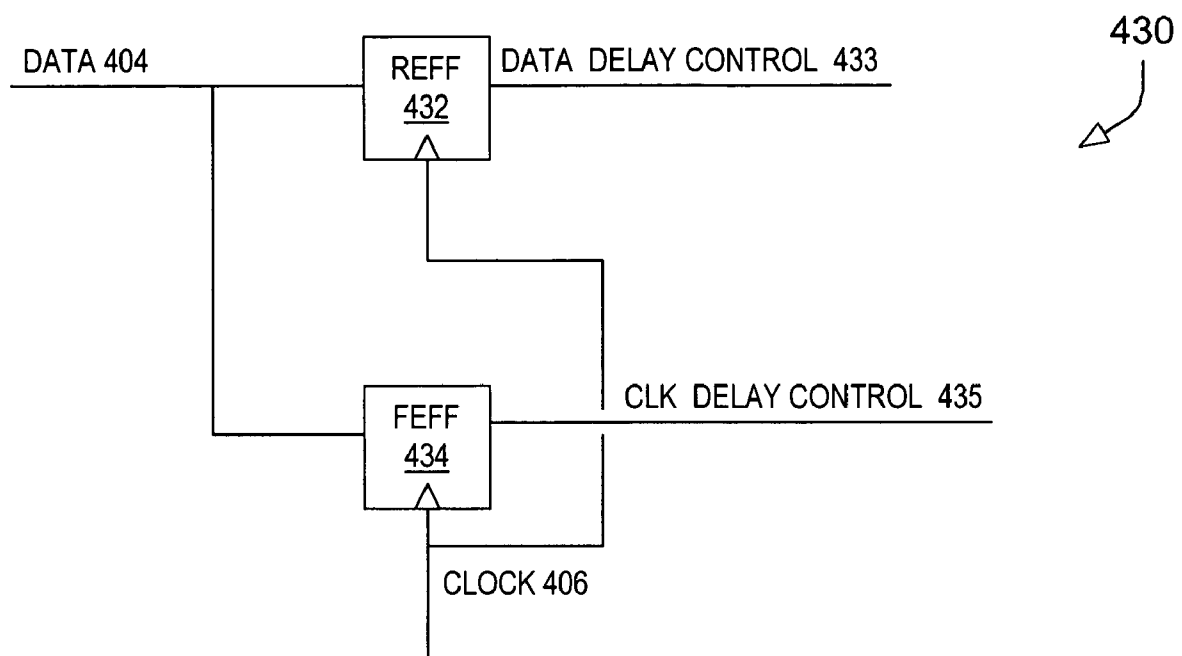 430
DATA 404
REFF
432
DATA DELAY CONTROL 433
FEFF
434
CLK DELAY CONTROL 435
CLOCK 406